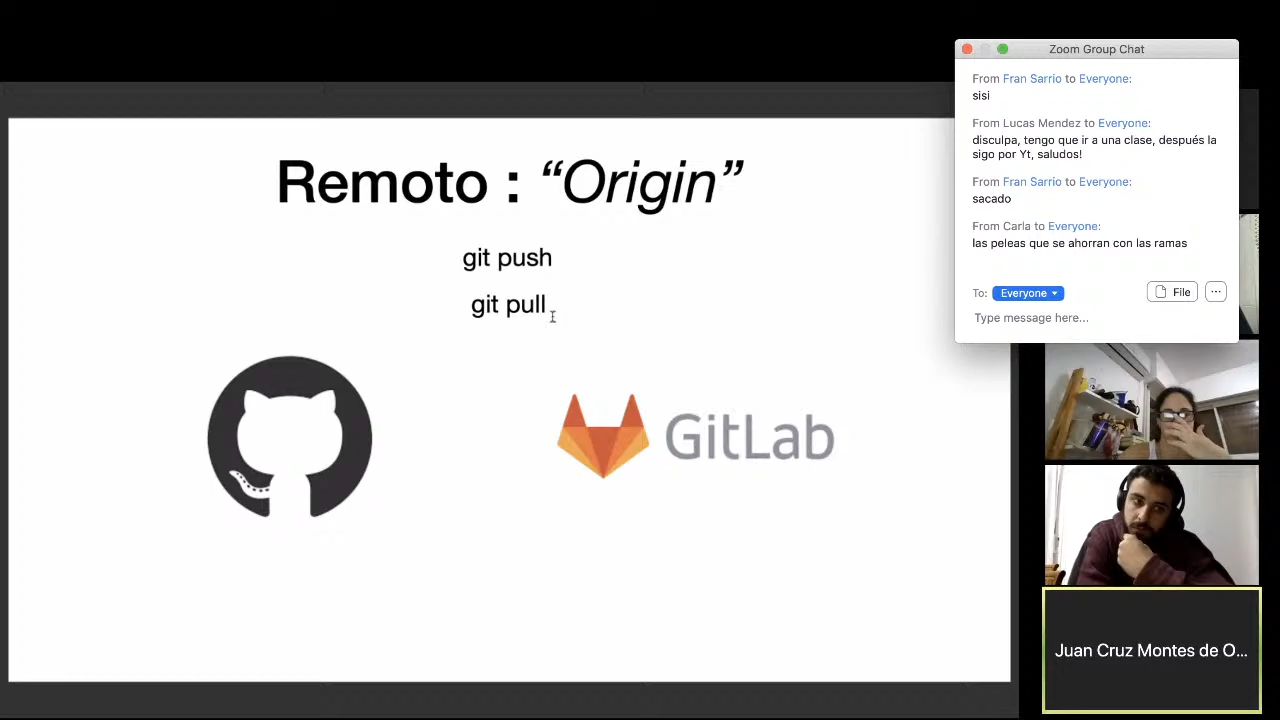 Remoto : “Origin”
git push
git pull
GitLab
Zoom Group Chat
From Fran Sarrio to Everyone:
sisi
From Lucas Mendez to Everyone:
disculpa, tengo que ir a una clase, después la
sigo por Yt, saludos!
From Fran Sarrio to Everyone:
sacado
From Carla to Everyone:
las peleas que se ahorran con las ramas
To: Everyone
File
...
Type message here...
Juan Cruz Montes de O...